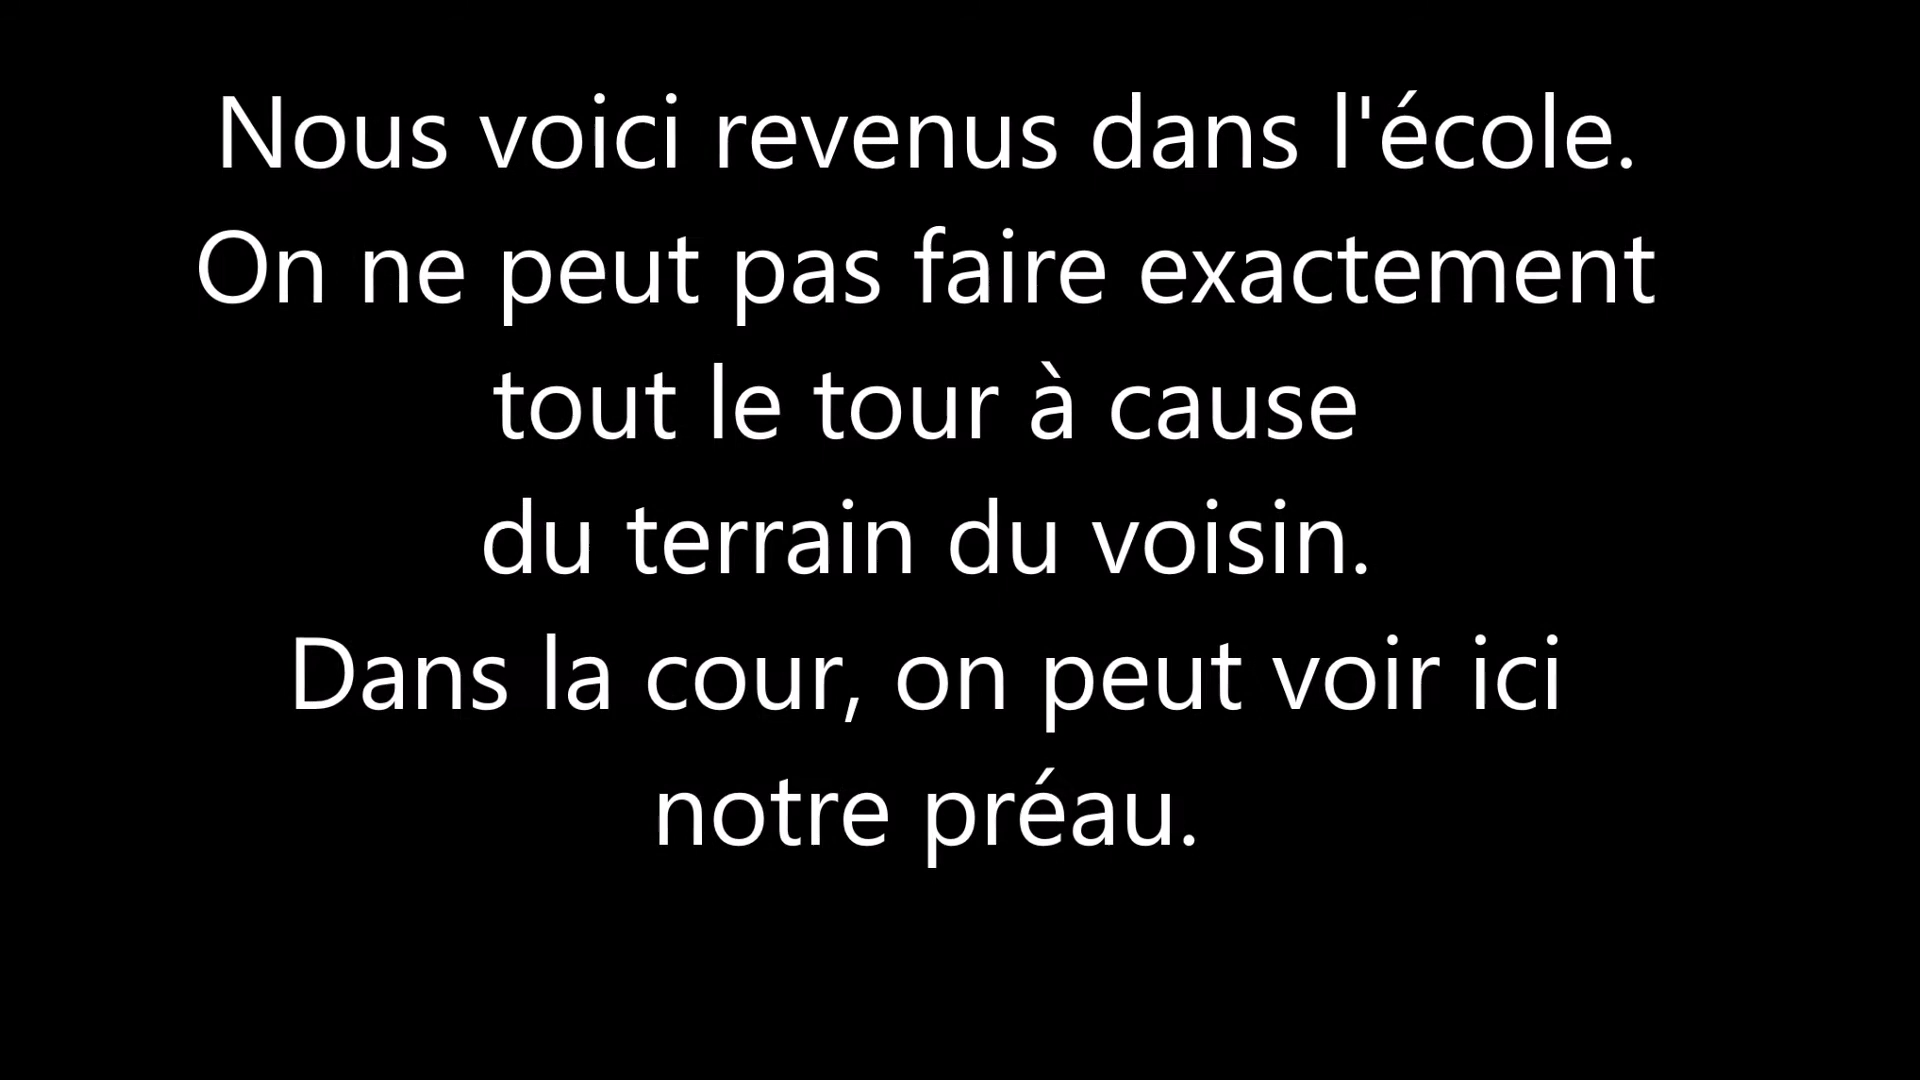 Nous voici revenus dans l'école.
On ne peut pas faire exactement
tout le tour à cause
du terrain du voisin.
Dans la cour, on peut voir ici
notre préau.